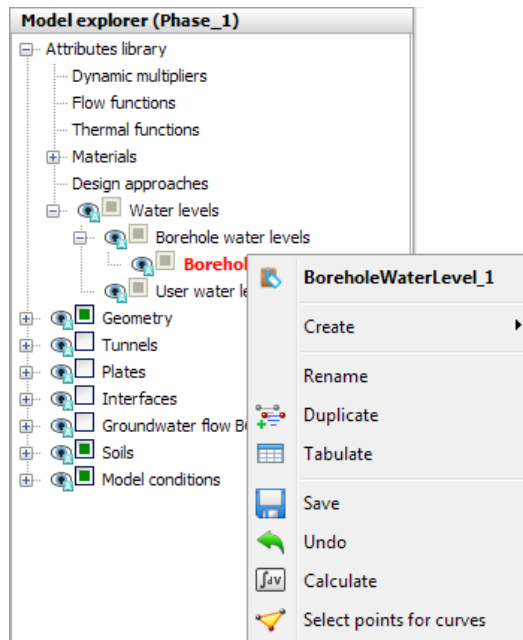 Model explorer (Phase_1)
Attributes library
Dynamic multipliers
Flow functions
Thermal functions
Materials
Design approaches
Water levels
Borehole water levels
Borehol
User water le
Geometry
Tunnels
Plates
Interfaces
Groundwater flow B
Soils
Model conditions
BoreholeWaterLevel_1
Create
Rename
Duplicate
Tabulate
Save
Undo
∫dV
Calculate
Select points for curves